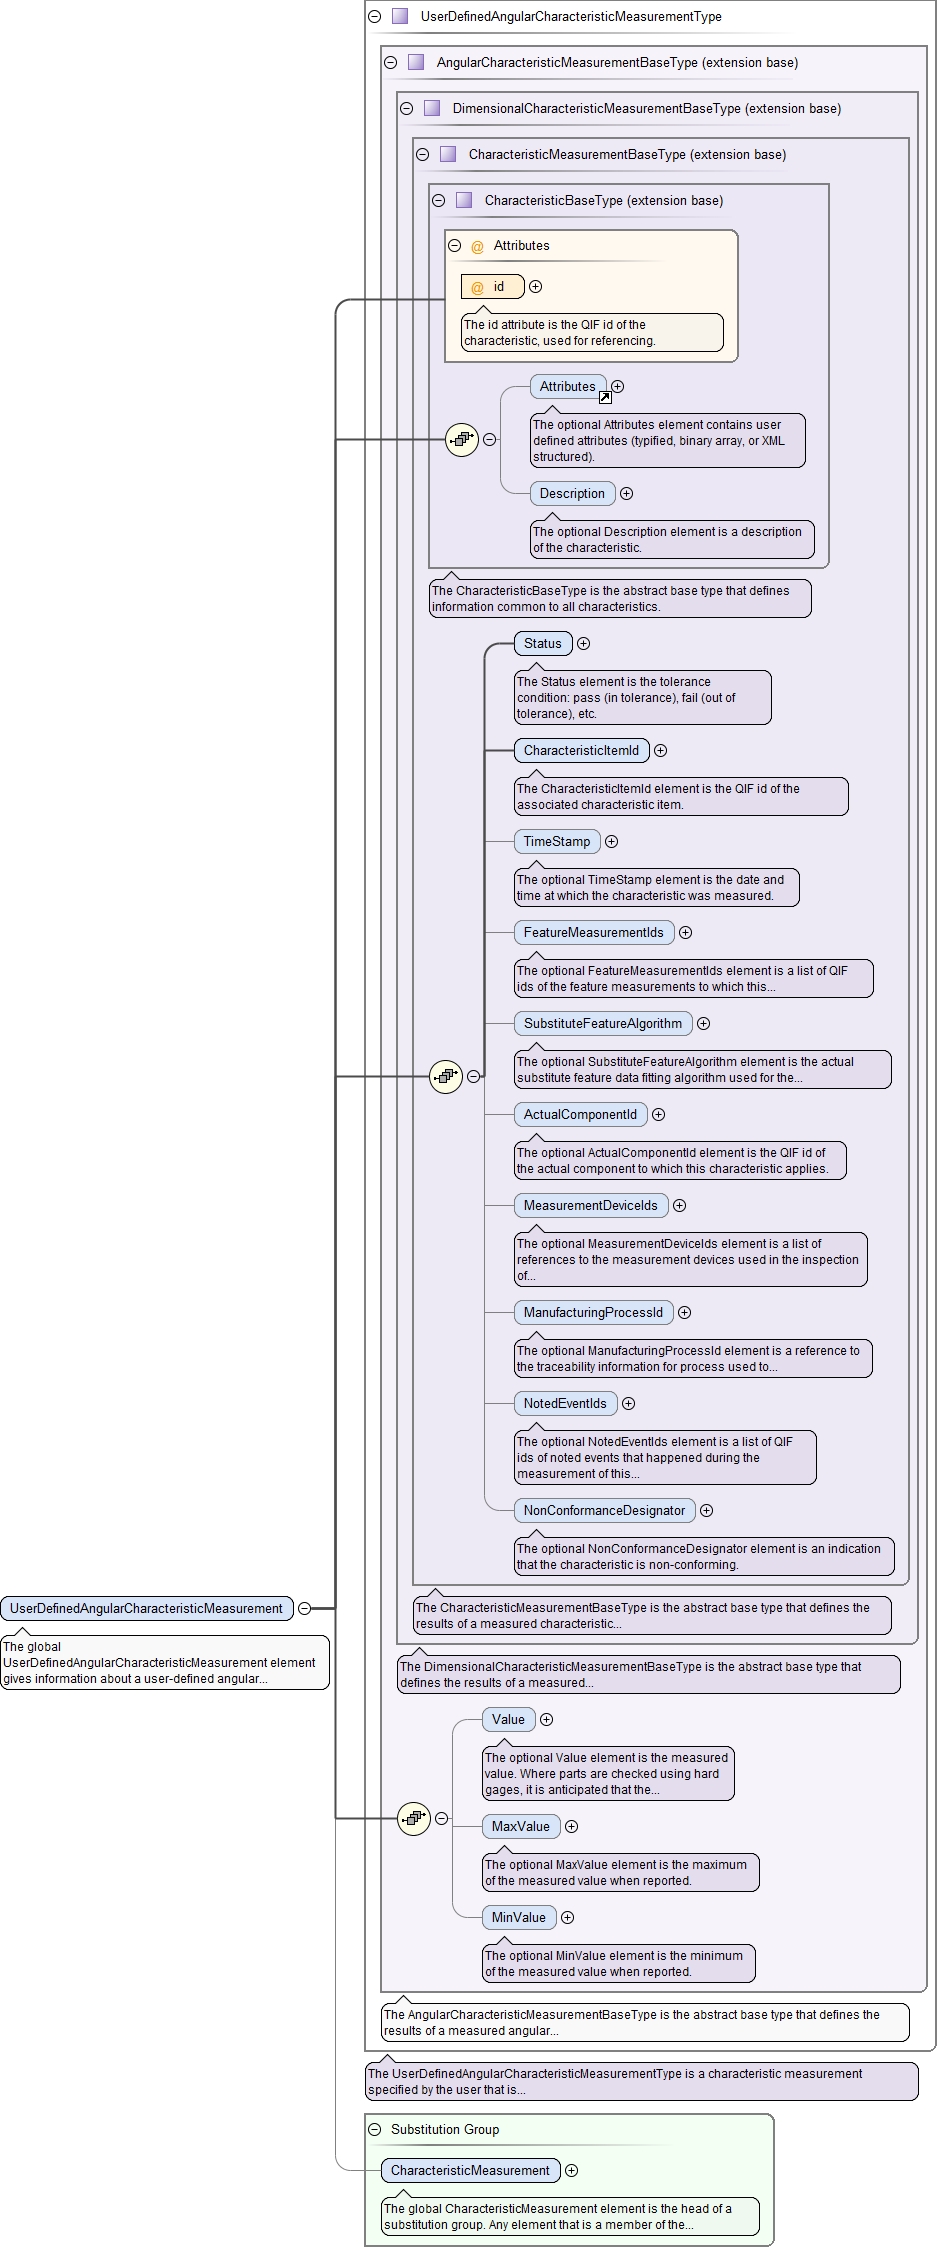 UserDefinedAngularCharacteristicMeasurementType
AngularCharacteristicMeasurementBaseType (extension base)
DimensionalCharacteristicMeasurementBaseType (extension base)
CharacteristicMeasurementBaseType (extension base)
CharacteristicBaseType (extension base)
@ Attributes
@ id
The id attribute is the QIF id of the
characteristic, used for referencing.
Attributes
The optional Attributes element contains user
defined attributes (typified, binary array, or XML
structured).
Description
The optional Description element is a description
of the characteristic.
The CharacteristicBaseType is the abstract base type that defines
information common to all characteristics.
Status
The Status element is the tolerance
condition: pass (in tolerance), fail (out of
tolerance), etc.
CharacteristicItemId
The CharacteristicItemId element is the QIF id of the
associated characteristic item.
TimeStamp
The optional TimeStamp element is the date and
time at which the characteristic was measured.
FeatureMeasurementIds
The optional FeatureMeasurementIds element is a list of QIF
ids of the feature measurements to which this...
SubstituteFeatureAlgorithm
The optional SubstituteFeatureAlgorithm element is the actual
substitute feature data fitting algorithm used for the...
ActualComponentId
The optional ActualComponentId element is the QIF id of
the actual component to which this characteristic applies.
MeasurementDeviceIds
The optional MeasurementDeviceIds element is a list of
references to the measurement devices used in the inspection
of...
ManufacturingProcessId
The optional ManufacturingProcessId element is a reference to
the traceability information for process used to...
NotedEventIds
The optional NotedEventIds element is a list of QIF
ids of noted events that happened during the
measurement of this...
NonConformanceDesignator
The optional NonConformanceDesignator element is an indication
that the characteristic is non-conforming.
The CharacteristicMeasurementBaseType is the abstract base type that defines the
results of a measured characteristic...
UserDefinedAngularCharacteristicMeasurement
The global
UserDefinedAngularCharacteristicMeasurement element
gives information about a user-defined angular...
The DimensionalCharacteristicMeasurementBaseType is the abstract base type that
defines the results of a measured...
Value
The optional Value element is the measured
value. Where parts are checked using hard
gages, it is anticipated that the...
MaxValue
The optional MaxValue element is the maximum
of the measured value when reported.
MinValue
The optional MinValue element is the minimum
of the measured value when reported.
The AngularCharacteristicMeasurementBaseType is the abstract base type that defines the
results of a measured angular...
The UserDefinedAngularCharacteristicMeasurementType is a characteristic measurement
specified by the user that is...
Substitution Group
CharacteristicMeasurement
The global CharacteristicMeasurement element is the head of a
substitution group. Any element that is a member of the...